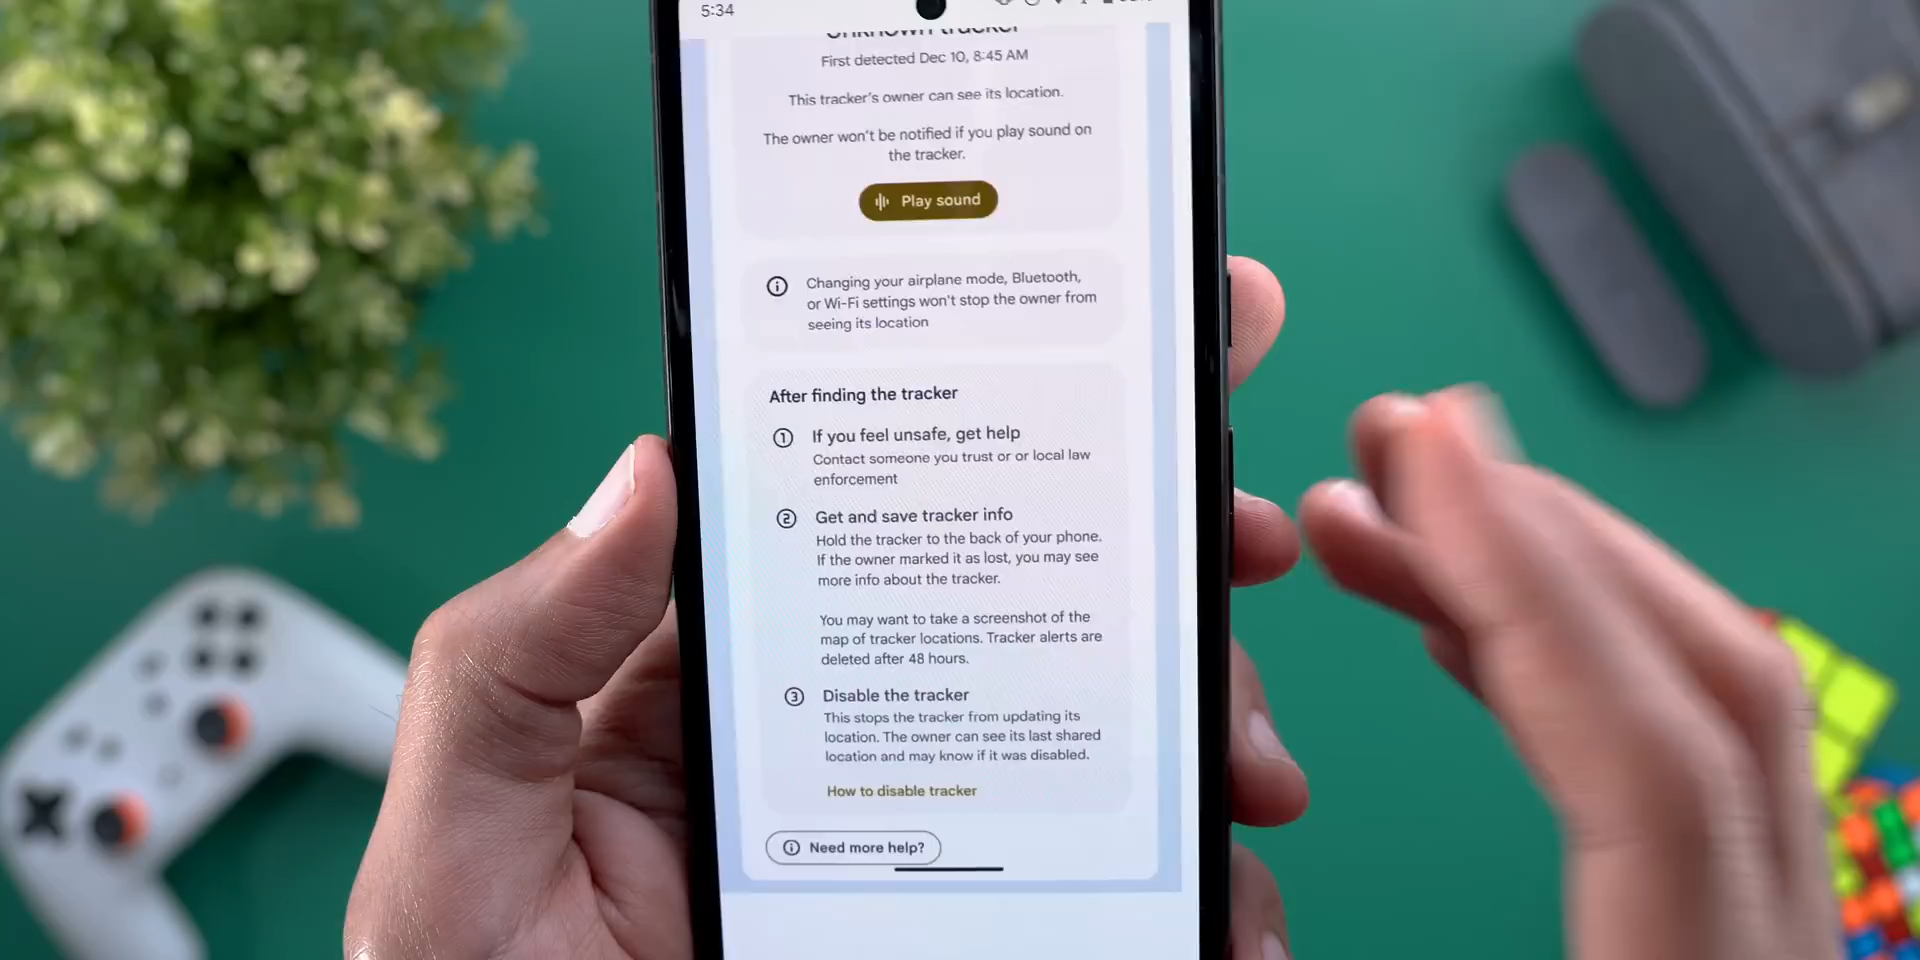 5:34
Unknown tracker
First detected Dec 10, 8:45 AM
This tracker's owner can see its location.
The owner won't be notified if you play sound on
the tracker.
Play sound
Changing your airplane mode, Bluetooth,
or Wi-Fi settings won't stop the owner from
seeing its location
After finding the tracker
1 If you feel unsafe, get help
Contact someone you trust or or local law
enforcement
2 Get and save tracker info
Hold the tracker to the back of your phone.
If the owner marked it as lost, you may see
more info about the tracker.
You may want to take a screenshot of the
map of tracker locations. Tracker alerts are
deleted after 48 hours.
3 Disable the tracker
This stops the tracker from updating its
location. The owner can see its last shared
location and may know if it was disabled.
How to disable tracker
Need more help?